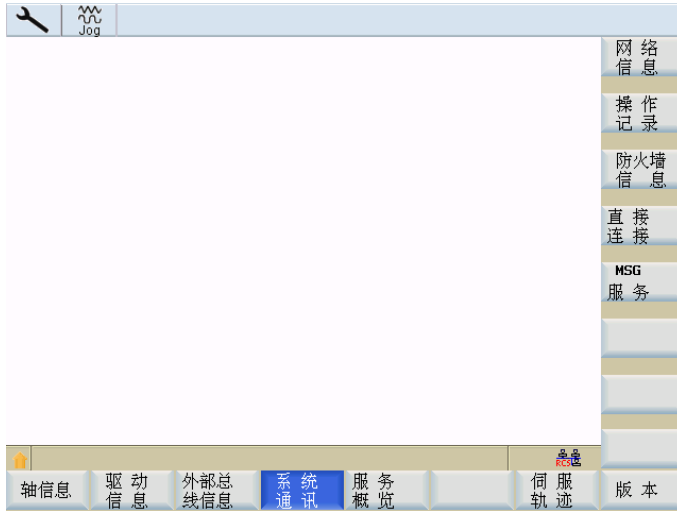 Jog
网 络
信 息
操 作
记 录
防火墙
信 息
直 接
连 接
MSG
服 务
RCS
轴信息
驱 动
信 息
外部总
线信息
系 统
通 讯
服 务
概 览
伺 服
轨 迹
版 本